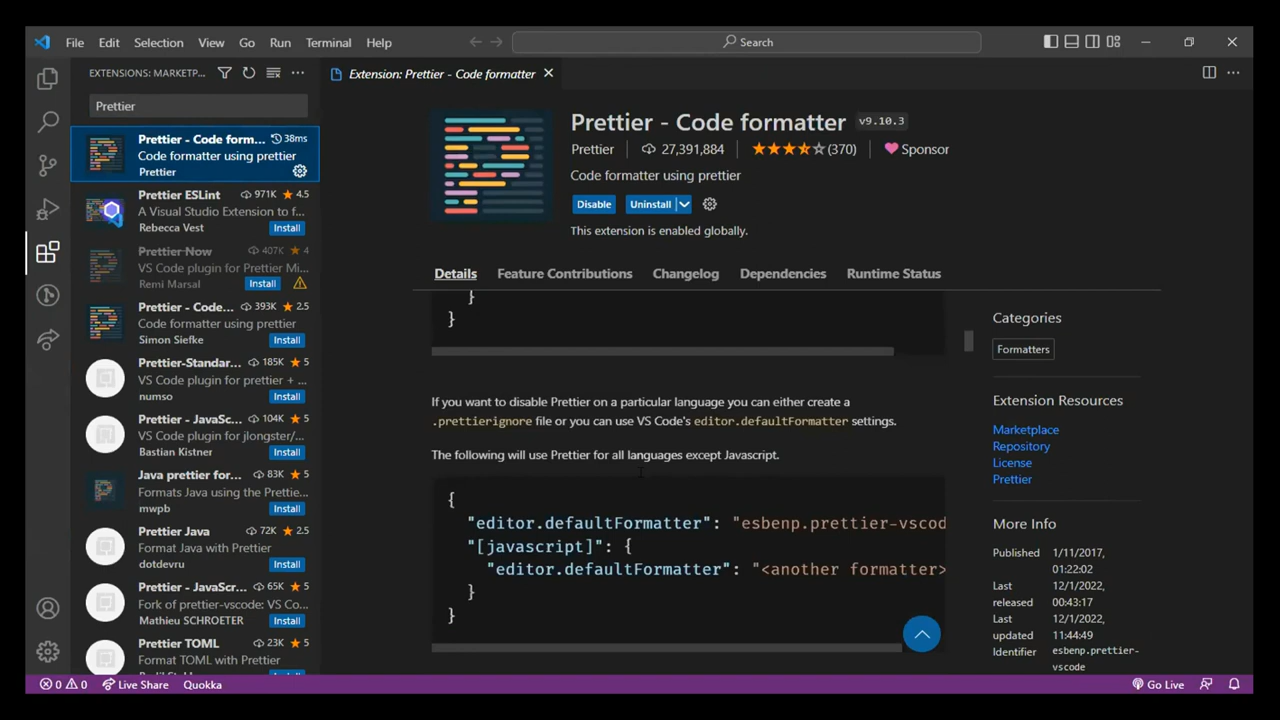 File Edit Selection View Go Run Terminal Help
Search
EXTENSIONS: MARKETP...
Prettier
Prettier - Code form... 38ms
Code formatter using prettier
Prettier
Prettier ESLint 971K 4.5
A Visual Studio Extension to f...
Rebecca Vest Install
Prettier Now 407K 4
VS Code plugin for Prettier Mi...
Remi Marsal Install
Prettier - Code... 393K 2.5
Code formatter using prettier
Simon Siefke Install
Prettier-Standar... 185K 5
VS Code plugin for prettier + ...
numso Install
Prettier - JavaSc... 104K 5
VS Code plugin for jlongster/...
Bastian Kistner Install
Java prettier for... 83K 5
Formats Java using the Prettie...
mwpb Install
Prettier Java 72K 2.5
Format Java with Prettier
dotdevru Install
Prettier - JavaSc... 65K 5
Fork of prettier-vscode: VS Co...
Mathieu SCHROETER Install
Prettier TOML 23K 5
Format TOML with Prettier
Extension: Prettier - Code formatter
Prettier - Code formatter v9.10.3
Prettier 27,391,884 (370) Sponsor
Code formatter using prettier
Disable Uninstall
This extension is enabled globally.
Details Feature Contributions Changelog Dependencies Runtime Status
}
}
If you want to disable Prettier on a particular language you can either create a
.prettierignore file or you can use VS Code's editor.defaultFormatter settings.
The following will use Prettier for all languages except Javascript.
{
"editor.defaultFormatter": "esbenp.prettier-vscod
"[javascript]": {
"editor.defaultFormatter": "<another formatter>
}
}
Categories
Formatters
Extension Resources
Marketplace
Repository
License
Prettier
More Info
Published 1/11/2017,
01:22:02
Last 12/1/2022,
released 00:43:17
Last 12/1/2022,
updated 11:44:49
Identifier esbenp.prettier-
vscode
0 0 Live Share Quokka Go Live